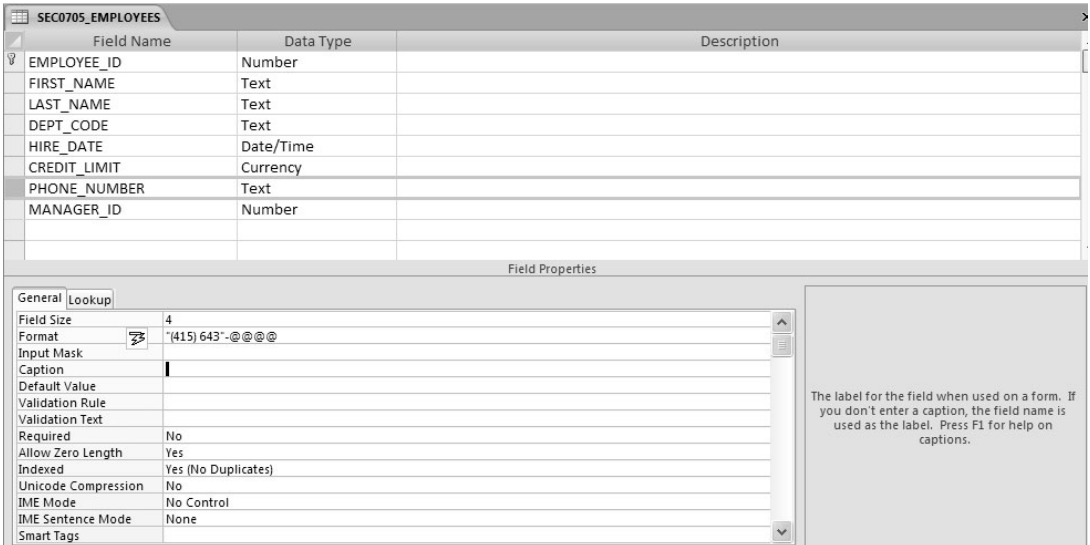 SEC0705_EMPLOYEES
Field Name Data Type Description
EMPLOYEE_ID Number
FIRST_NAME Text
LAST_NAME Text
DEPT_CODE Text
HIRE_DATE Date/Time
CREDIT_LIMIT Currency
PHONE_NUMBER Text
MANAGER_ID Number
Field Properties
General Lookup
Field Size 4
Format "(415) 643"-@@@@
Input Mask
Caption
Default Value
Validation Rule
Validation Text
Required No
Allow Zero Length Yes
Indexed Yes (No Duplicates)
Unicode Compression No
IME Mode No Control
IME Sentence Mode None
Smart Tags
The label for the field when used on a form. If
you don't enter a caption, the field name is
used as the label. Press F1 for help on
captions.